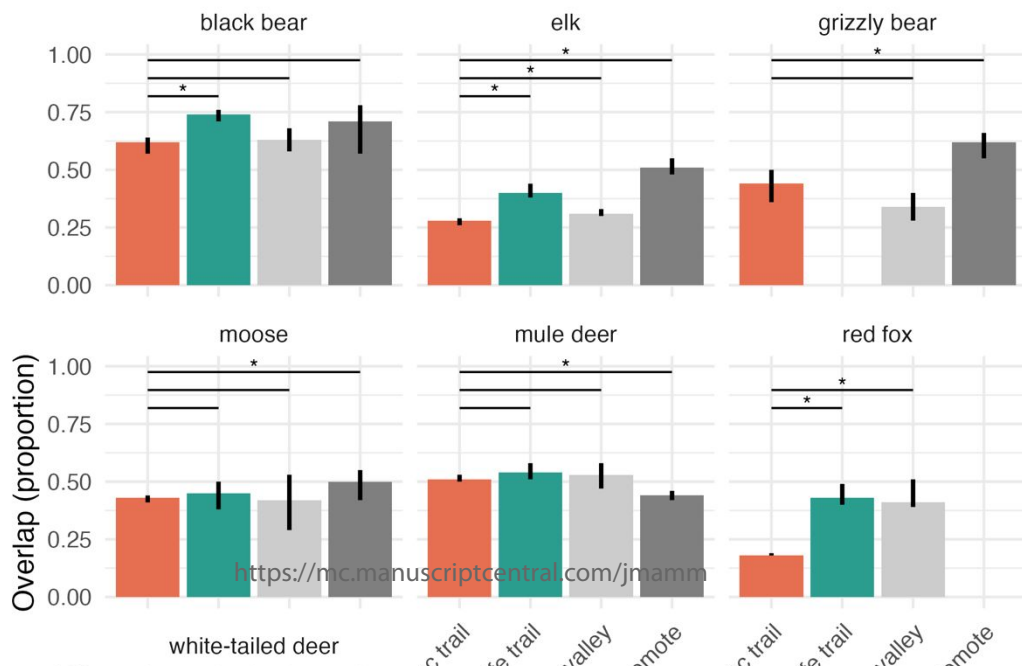 black bear
elk
grizzly bear
1.00
* * *
*
0.75
*
*
0.50
0.25
0.00
moose
mule deer
red fox
1.00
* *
*
0.75
*
0.50
0.25
0.00
Overlap (proportion)
https://mc.manuscriptcentral.com/jmamm
white-tailed deer
trail
trail
valley
trail
trail
valley